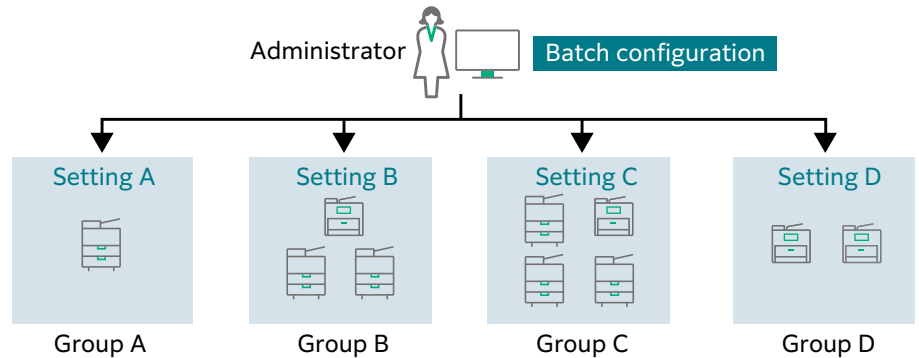 Administrator
Batch configuration
Setting A
Setting B
Setting C
Setting D
Group A
Group B
Group C
Group D